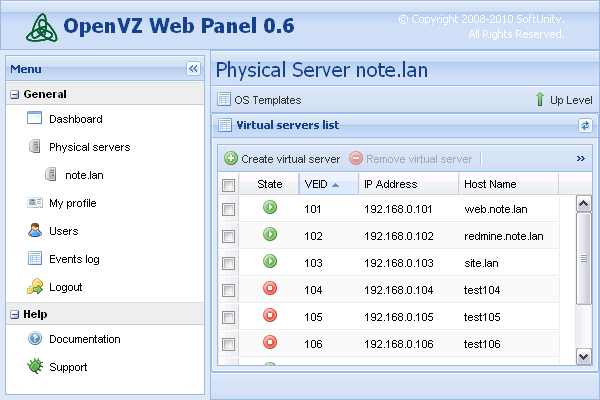 OpenVZ Web Panel 0.6
© Copyright 2008-2010 SoftUnity.
All Rights Reserved.
Menu
General
Dashboard
Physical servers
note.lan
My profile
Users
Events log
Logout
Help
Documentation
Support
Physical Server note.lan
OS Templates
Up Level
Virtual servers list
Create virtual server
Remove virtual server
State VEID IP Address Host Name
101 192.168.0.101 web.note.lan
102 192.168.0.102 redmine.note.lan
103 192.168.0.103 site.lan
104 192.168.0.104 test104
105 192.168.0.105 test105
106 192.168.0.106 test106